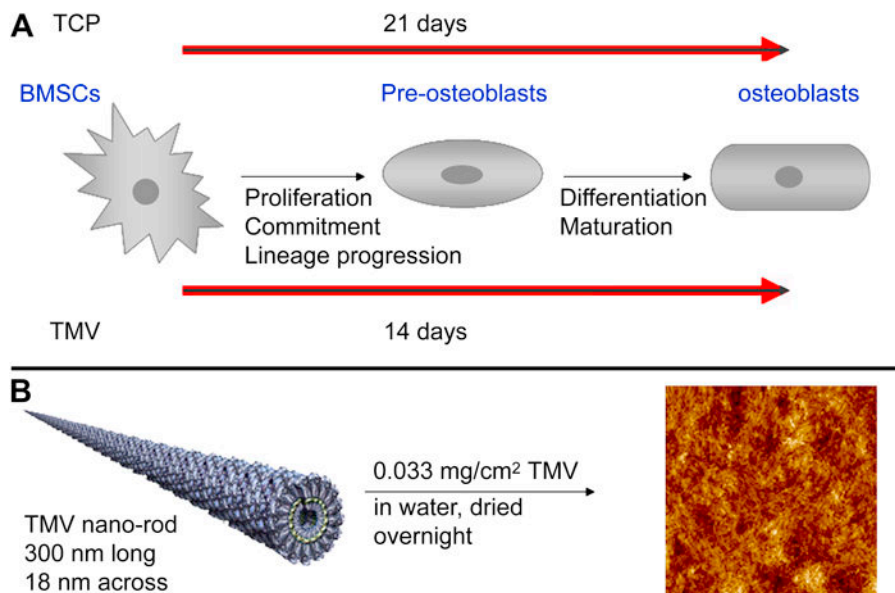 A
TCP
21 days
BMSCs
Pre-osteoblasts
osteoblasts
Proliferation
Commitment
Lineage progression
Differentiation
Maturation
TMV
14 days
B
TMV nano-rod
300 nm long
18 nm across
0.033 mg/cm² TMV
in water, dried
overnight